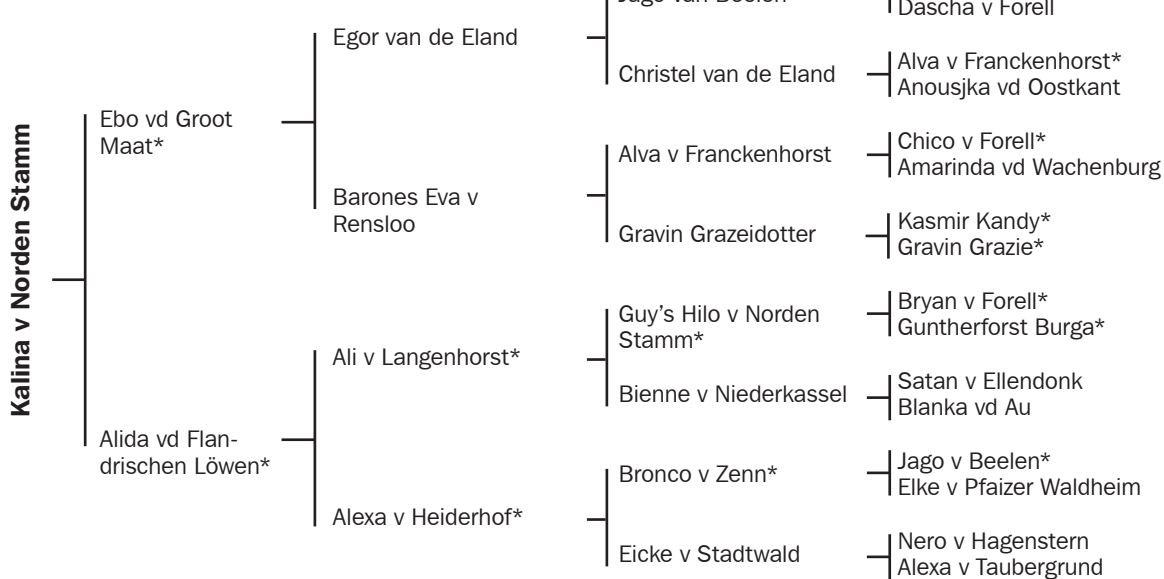 Kalina v Norden Stamm
Ebo vd Groot
Maat*
Alida vd Flan-
drischen Löwen*
Egor van de Eland
Barones Eva v
Rensloo
Ali v Langenhorst*
Alexa v Heiderhof*
Christel van de Eland
Alva v Franckenhorst
Gravin Grazeidotter
Guy's Hilo v Norden
Stamm*
Bienne v Niederkassel
Bronco v Zenn*
Eicke v Stadtwald
Dascha v Forell
Alva v Franckenhorst*
Anousjka vd Oostkant
Chico v Forell*
Amarinda vd Wachenburg
Kasmir Kandy*
Gravin Grazie*
Bryan v Forell*
Guntherforst Burga*
Satan v Ellendonk
Blanka vd Au
Jago v Beelen*
Elke v Pfaizer Waldheim
Nero v Hagenstern
Alexa v Taubergrund